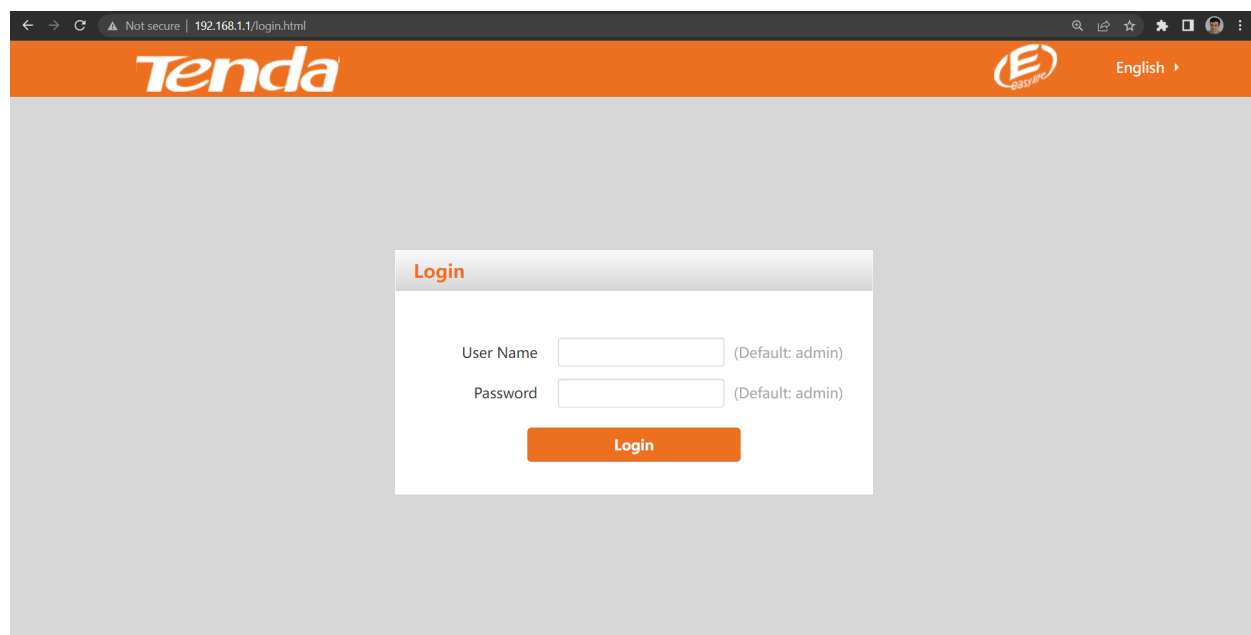 Not secure | 192.168.1.1/login.html
Tenda
E easylife
English
Login
User Name (Default: admin)
Password (Default: admin)
Login